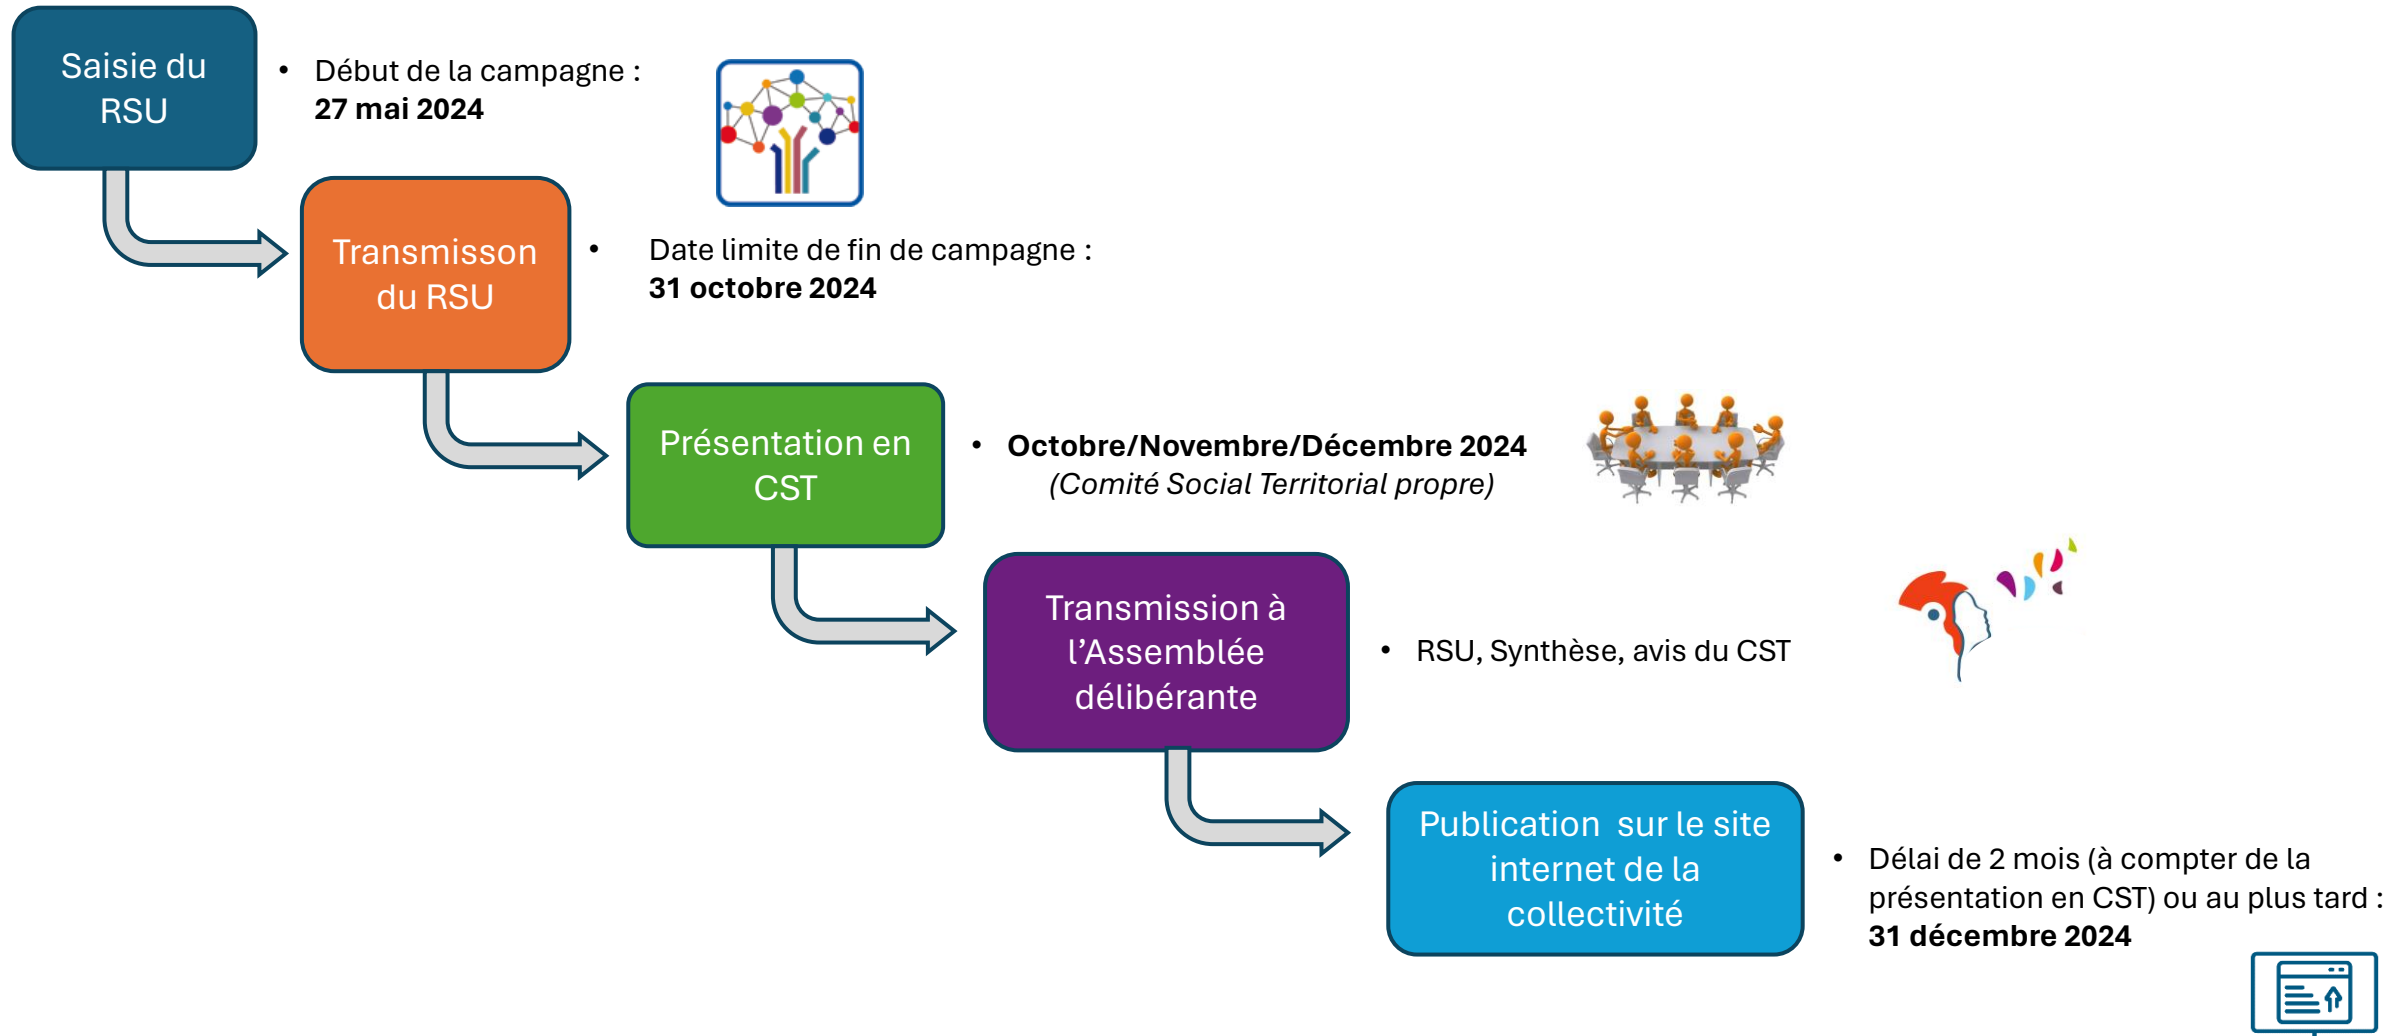 Saisie du
RSU
• Début de la campagne :
27 mai 2024
Transmisson
du RSU
• Date limite de fin de campagne :
31 octobre 2024
Présentation en
CST
• Octobre/Novembre/Décembre 2024
(Comité Social Territorial propre)
Transmission à
l’Assemblée
délibérante
• RSU, Synthèse, avis du CST
Publication sur le site
internet de la
collectivité
• Délai de 2 mois (à compter de la
présentation en CST) ou au plus tard :
31 décembre 2024